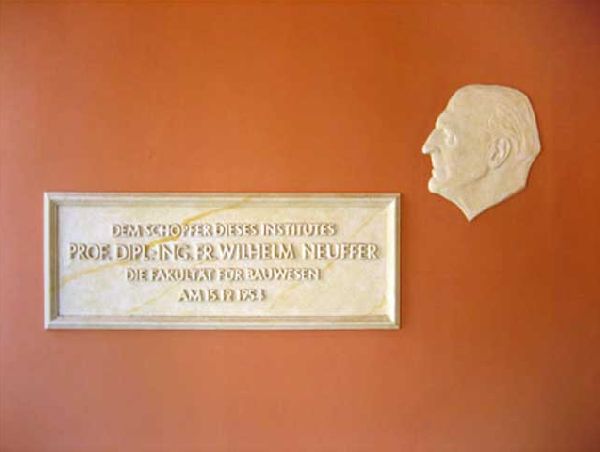 DEM SCHÖPFER DIESES INSTITUTES
PROF. DIPL.-ING. FR. WILHELM NEUFFER
DIE FAKULTÄT FÜR BAUWESEN
AM 15.12.1953